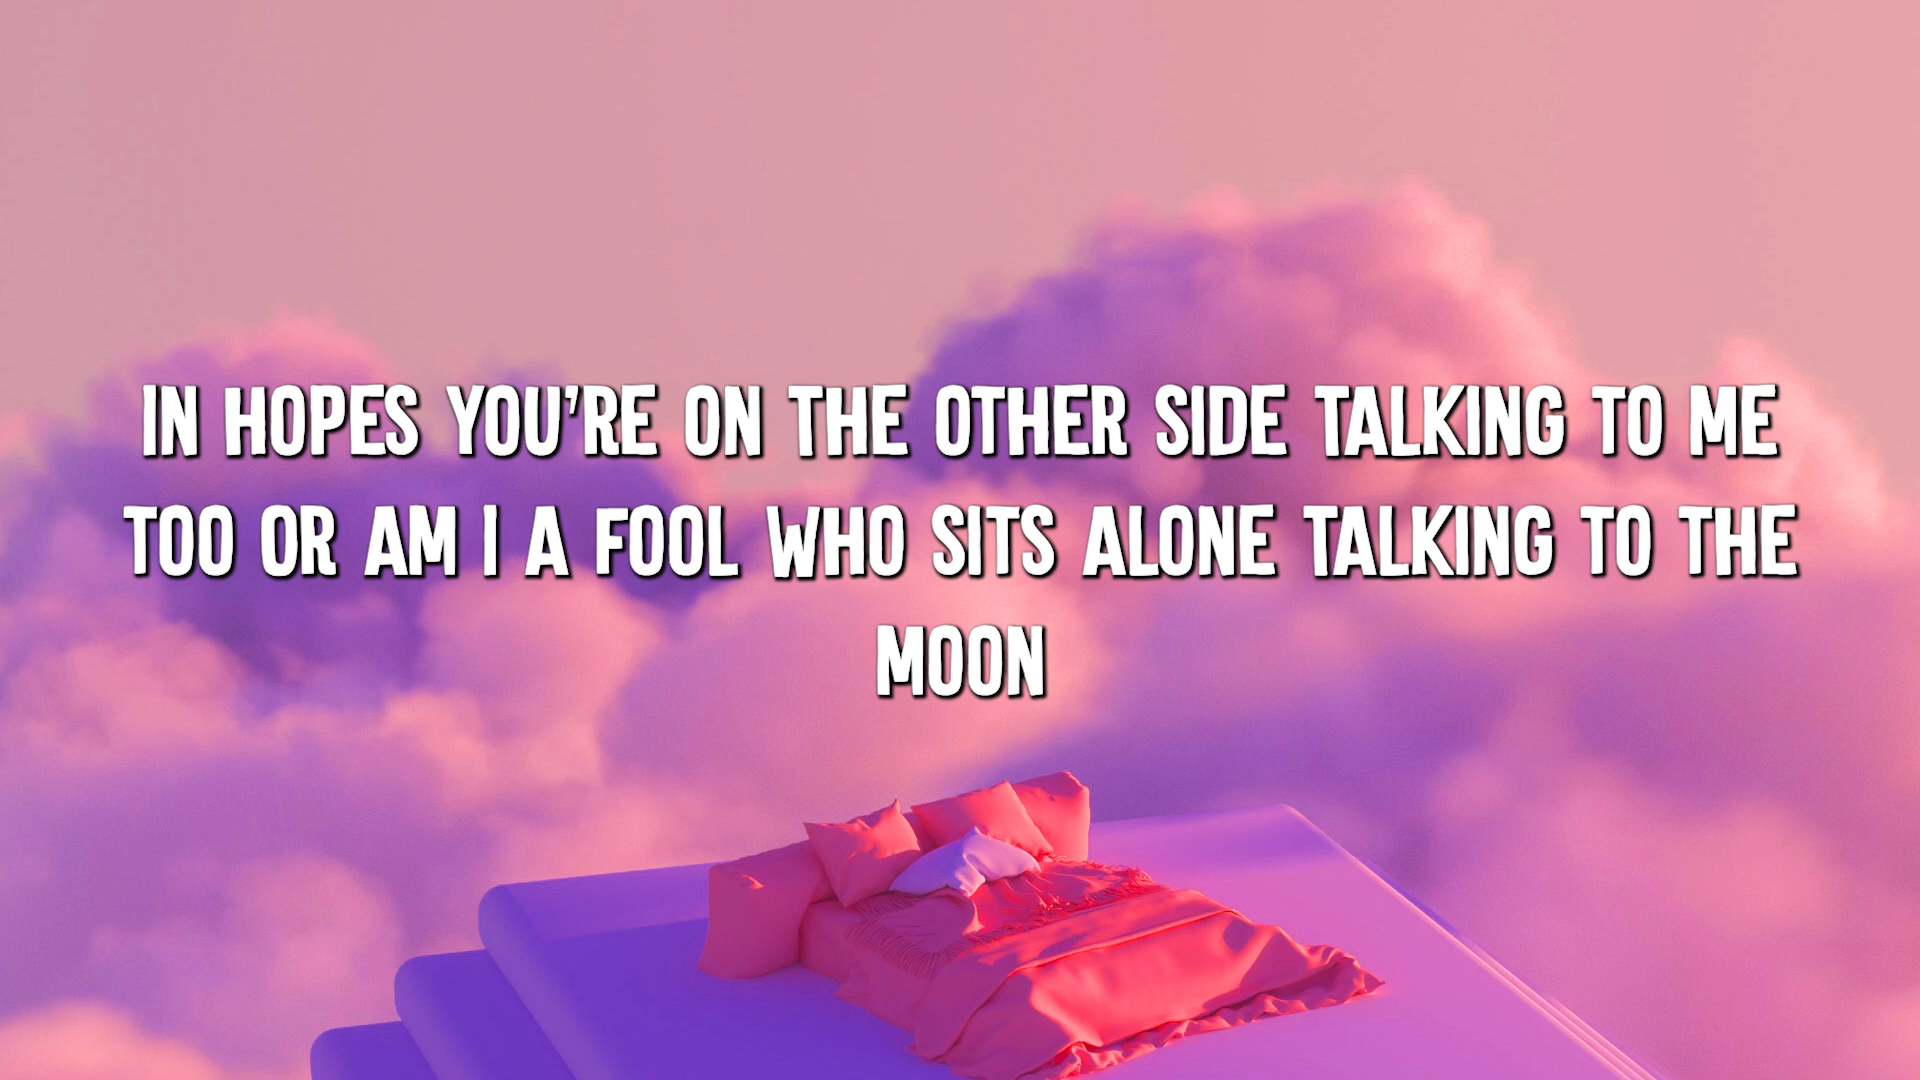 IN HOPES YOU'RE ON THE OTHER SIDE TALKING TO ME
TOO OR AM I A FOOL WHO SITS ALONE TALKING TO THE
MOON